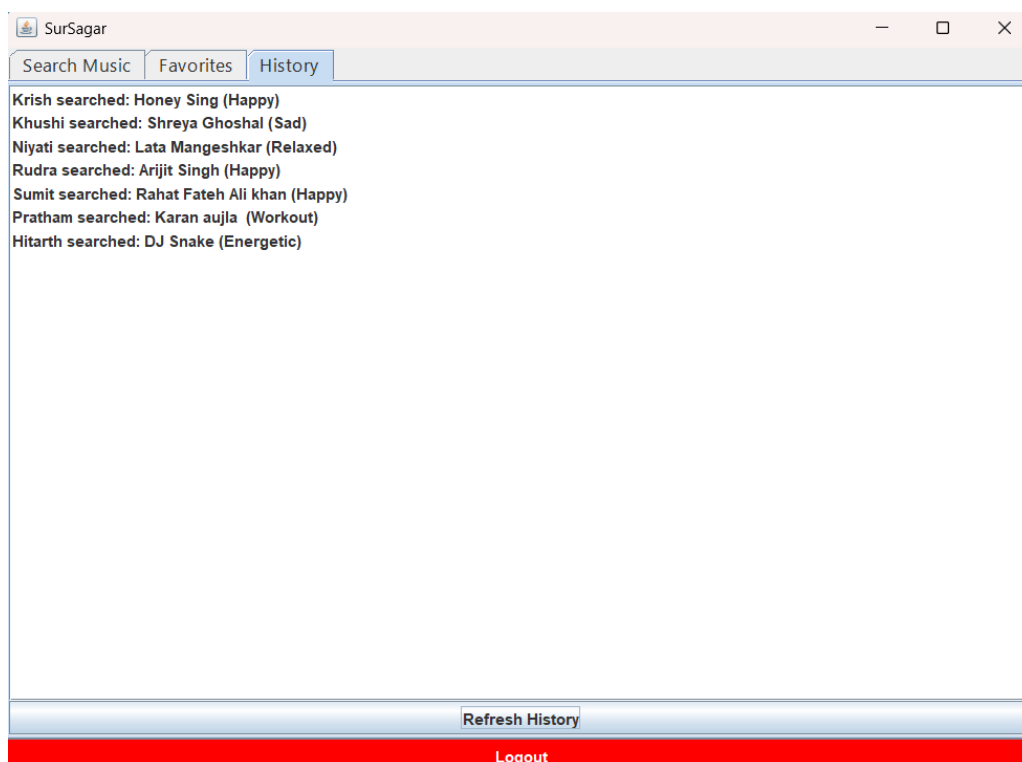 SurSagar
Search Music Favorites History
Krish searched: Honey Sing (Happy)
Khushi searched: Shreya Ghoshal (Sad)
Niyati searched: Lata Mangeshkar (Relaxed)
Rudra searched: Arijit Singh (Happy)
Sumit searched: Rahat Fateh Ali khan (Happy)
Pratham searched: Karan aujla  (Workout)
Hitarth searched: DJ Snake (Energetic)
Refresh History
Logout